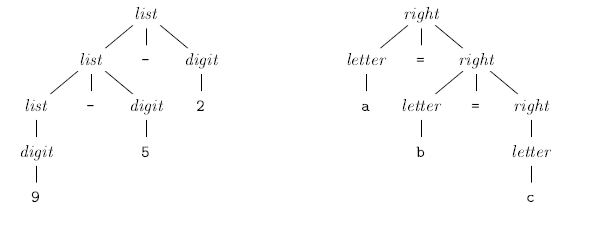 list right
list - digit letter = right
list - digit 2 a letter = right
digit 5 b letter
9 c